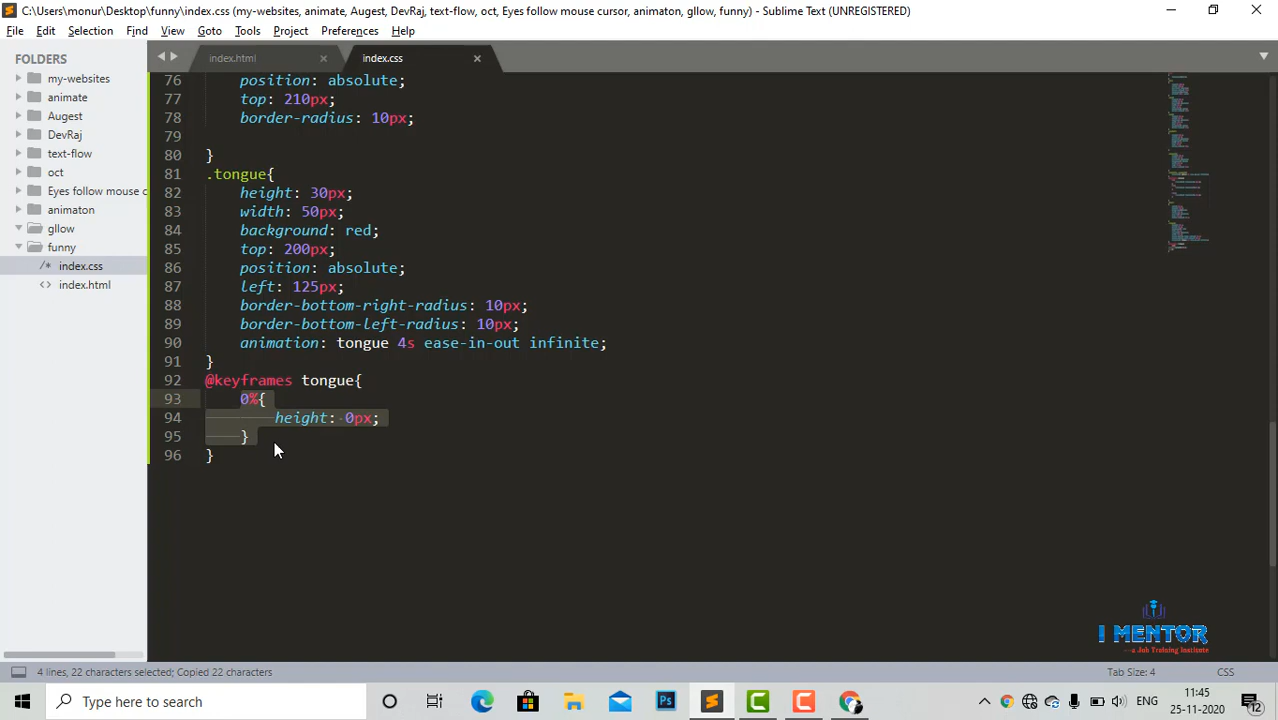 C:\Users\monur\Desktop\funny\index.css (my-websites, animate, Augest, DevRaj, text-flow, oct, Eyes follow mouse cursor, animaton, gllow, funny) - Sublime Text (UNREGISTERED)
File Edit Selection Find View Goto Tools Project Preferences Help
FOLDERS
my-websites
animate
Augest
DevRaj
text-flow
oct
Eyes follow mouse c
animaton
gllow
funny
/* index.css
<> index.html
index.html × index.css ×
76 position: absolute;
77 top: 210px;
78 border-radius: 10px;
79
80 }
81 .tongue{
82 height: 30px;
83 width: 50px;
84 background: red;
85 top: 200px;
86 position: absolute;
87 left: 125px;
88 border-bottom-right-radius: 10px;
89 border-bottom-left-radius: 10px;
90 animation: tongue 4s ease-in-out infinite;
91 }
92 @keyframes tongue{
93 0%{
94 height: 0px;
95 }
96 }
I MENTOR
---a Job Training Institute
4 lines, 22 characters selected; Copied 22 characters Tab Size: 4 CSS
Type here to search
Ps
ENG
11:45
25-11-2020
12